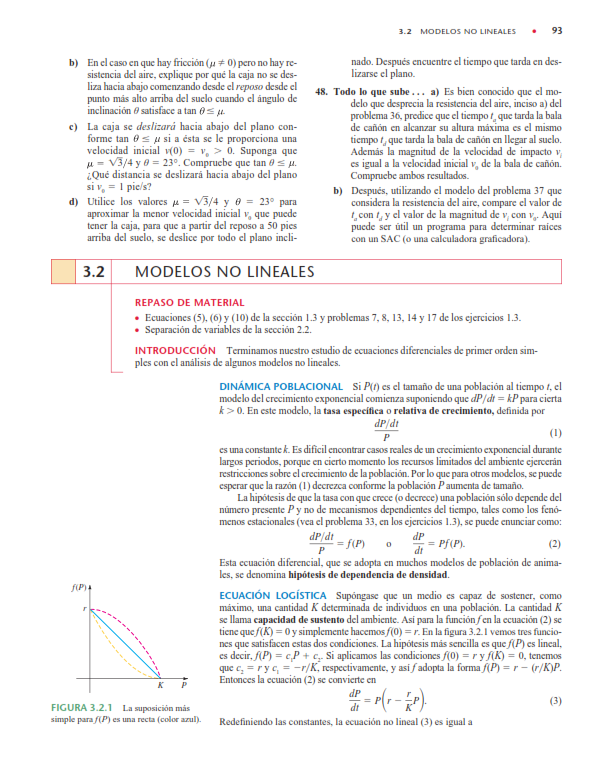 3.2 MODELOS NO LINEALES • 93
b) En el caso en que hay fricción (μ ≠ 0) pero no hay re-
sistencia del aire, explique por qué la caja no se des-
liza hacia abajo comenzando desde el reposo desde el
punto más alto arriba del suelo cuando el ángulo de
inclinación θ satisface a tan θ ≤ μ.
c) La caja se deslizará hacia abajo del plano con-
forme tan θ ≤ μ si a ésta se le proporciona una
velocidad inicial v(0) = v₀ > 0. Suponga que
μ = √3/4 y θ = 23°. Compruebe que tan θ ≤ μ.
¿Qué distancia se deslizará hacia abajo del plano
si v₀ = 1 pie/s?
d) Utilice los valores μ = √3/4 y θ = 23° para
aproximar la menor velocidad inicial v₀ que puede
tener la caja, para que a partir del reposo a 50 pies
arriba del suelo, se deslice por todo el plano incli-
nado. Después encuentre el tiempo que tarda en des-
lizarse el plano.
48. Todo lo que sube . . . a) Es bien conocido que el mo-
delo que desprecia la resistencia del aire, inciso a) del
problema 36, predice que el tiempo tₐ que tarda la bala
de cañón en alcanzar su altura máxima es el mismo
tiempo t_d que tarda la bala de cañón en llegar al suelo.
Además la magnitud de la velocidad de impacto vᵢ
es igual a la velocidad inicial v₀ de la bala de cañón.
Compruebe ambos resultados.
b) Después, utilizando el modelo del problema 37 que
considera la resistencia del aire, compare el valor de
tₐ con t_d y el valor de la magnitud de vᵢ con v₀. Aquí
puede ser útil un programa para determinar raíces
con un SAC (o una calculadora graficadora).
3.2 MODELOS NO LINEALES
REPASO DE MATERIAL
• Ecuaciones (5), (6) y (10) de la sección 1.3 y problemas 7, 8, 13, 14 y 17 de los ejercicios 1.3.
• Separación de variables de la sección 2.2.
INTRODUCCIÓN Terminamos nuestro estudio de ecuaciones diferenciales de primer orden sim-
ples con el análisis de algunos modelos no lineales.
DINÁMICA POBLACIONAL Si P(t) es el tamaño de una población al tiempo t, el
modelo del crecimiento exponencial comienza suponiendo que dP/dt = kP para cierta
k > 0. En este modelo, la tasa específica o relativa de crecimiento, definida por
(dP/dt)/P (1)
es una constante k. Es difícil encontrar casos reales de un crecimiento exponencial durante
largos periodos, porque en cierto momento los recursos limitados del ambiente ejercerán
restricciones sobre el crecimiento de la población. Por lo que para otros modelos, se puede
esperar que la razón (1) decrezca conforme la población P aumenta de tamaño.
La hipótesis de que la tasa con que crece (o decrece) una población sólo depende del
número presente P y no de mecanismos dependientes del tiempo, tales como los fenó-
menos estacionales (vea el problema 33, en los ejercicios 1.3), se puede enunciar como:
(dP/dt)/P = f(P) o dP/dt = Pf(P). (2)
Esta ecuación diferencial, que se adopta en muchos modelos de población de anima-
les, se denomina hipótesis de dependencia de densidad.
ECUACIÓN LOGÍSTICA Supóngase que un medio es capaz de sostener, como
máximo, una cantidad K determinada de individuos en una población. La cantidad K
se llama capacidad de sustento del ambiente. Así para la función f en la ecuación (2) se
tiene que f(K) = 0 y simplemente hacemos f(0) = r. En la figura 3.2.1 vemos tres funcio-
nes que satisfacen estas dos condiciones. La hipótesis más sencilla es que f(P) es lineal,
es decir, f(P) = c₁P + c₂. Si aplicamos las condiciones f(0) = r y f(K) = 0, tenemos
que c₂ = r y c₁ = −r/K, respectivamente, y así f adopta la forma f(P) = r − (r/K)P.
Entonces la ecuación (2) se convierte en
dP/dt = P(r − (r/K)P). (3)
Redefiniendo las constantes, la ecuación no lineal (3) es igual a
f(P)
r
K P
FIGURA 3.2.1 La suposición más
simple para f(P) es una recta (color azul).